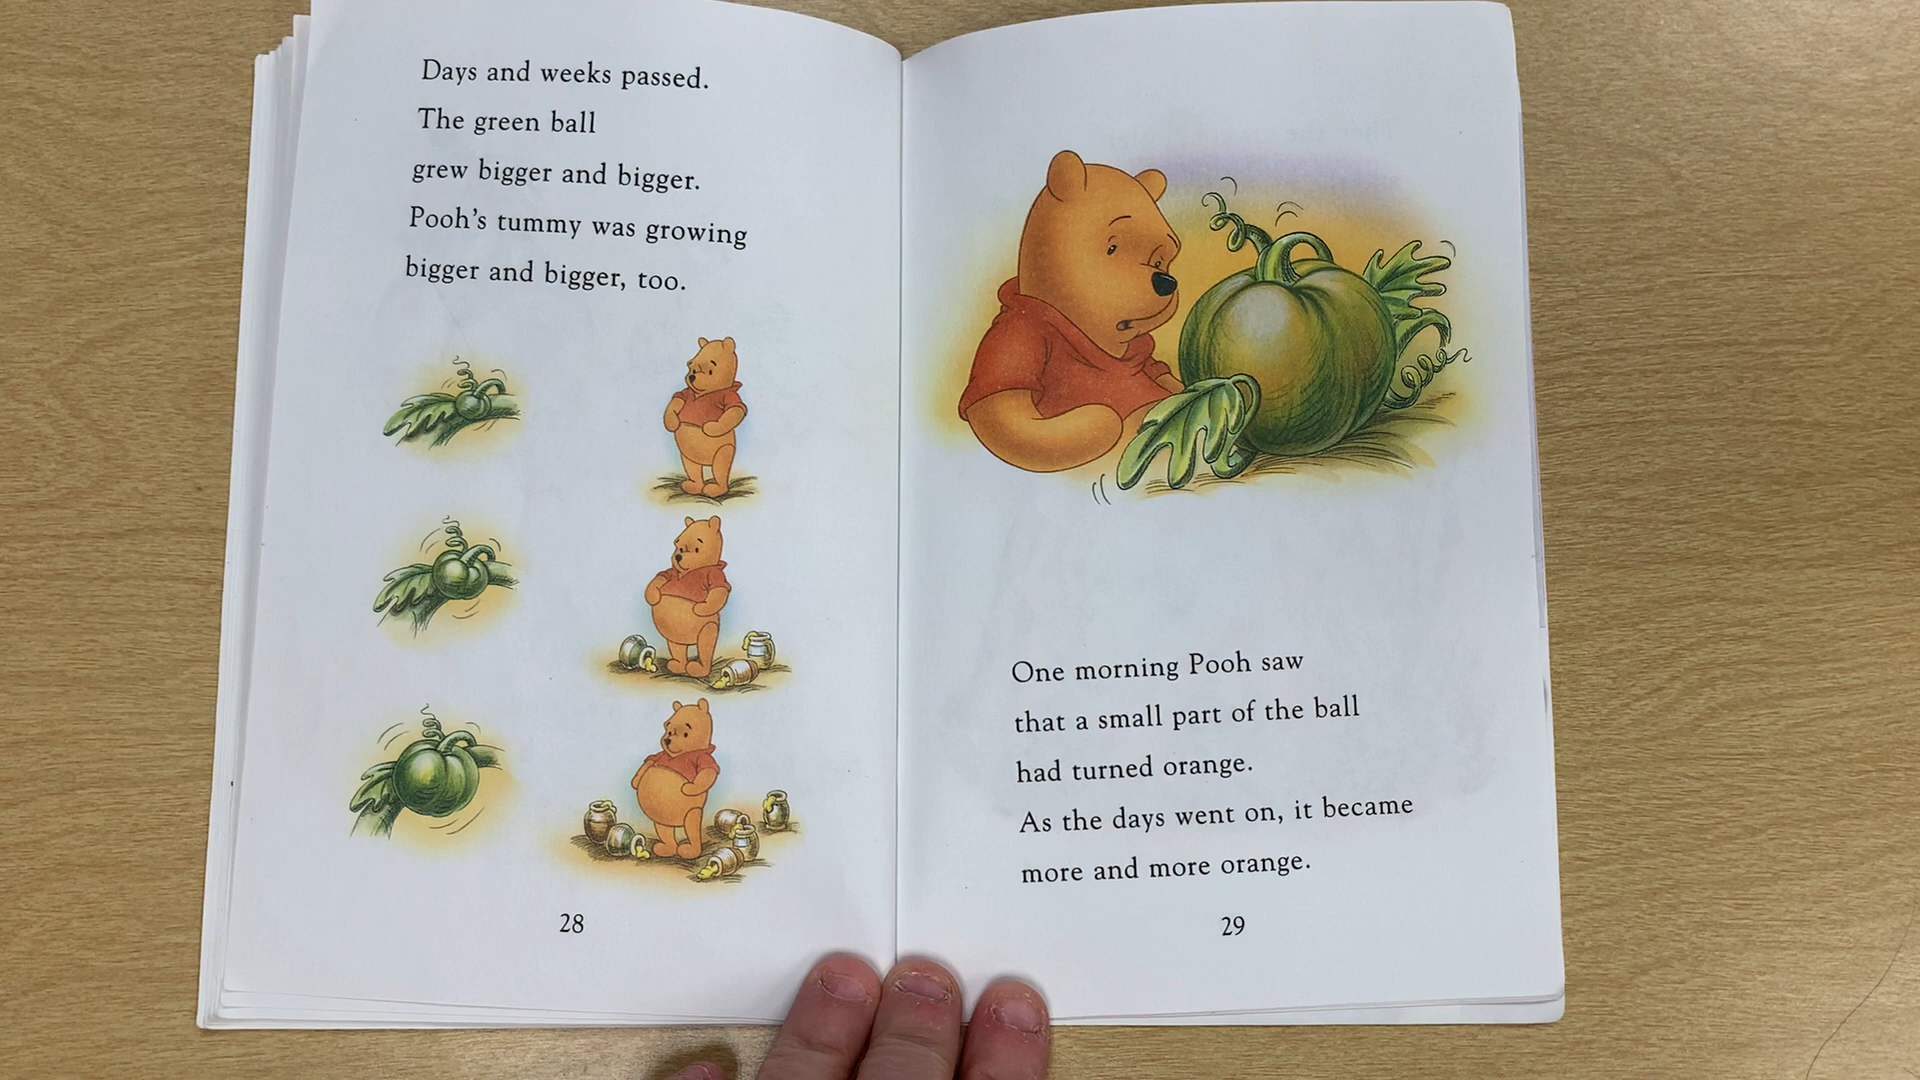 Days and weeks passed.
The green ball
grew bigger and bigger.
Pooh's tummy was growing
bigger and bigger, too.
28
One morning Pooh saw
that a small part of the ball
had turned orange.
As the days went on, it became
more and more orange.
29